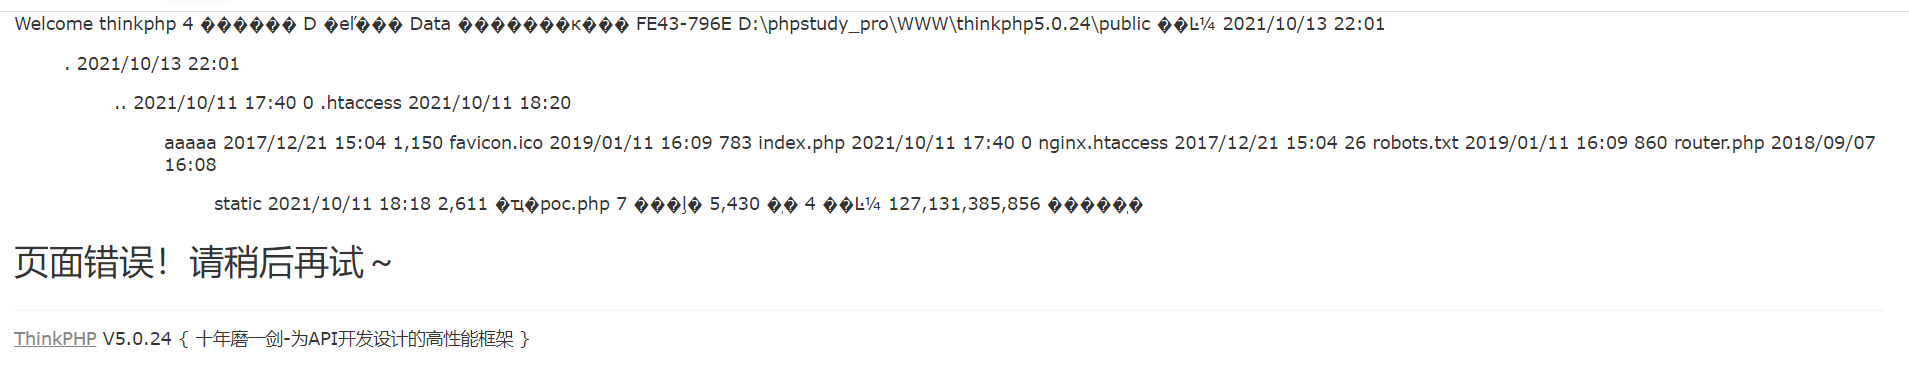 Welcome thinkphp 4 ������ D �eľ��� Data �������к��� FE43-796E D:\phpstudy_pro\WWW\thinkphp5.0.24\public ��Ŀ¼ 2021/10/13 22:01
. 2021/10/13 22:01
.. 2021/10/11 17:40 0 .htaccess 2021/10/11 18:20
aaaaa 2017/12/21 15:04 1,150 favicon.ico 2019/01/11 16:09 783 index.php 2021/10/11 17:40 0 nginx.htaccess 2017/12/21 15:04 26 robots.txt 2019/01/11 16:09 860 router.php 2018/09/07
16:08
static 2021/10/11 18:18 2,611 �poc.php 7 ���� 5,430 �� 4 ��Ŀ¼ 127,131,385,856 ������
页面错误！请稍后再试～
ThinkPHP V5.0.24 { 十年磨一剑-为API开发设计的高性能框架 }